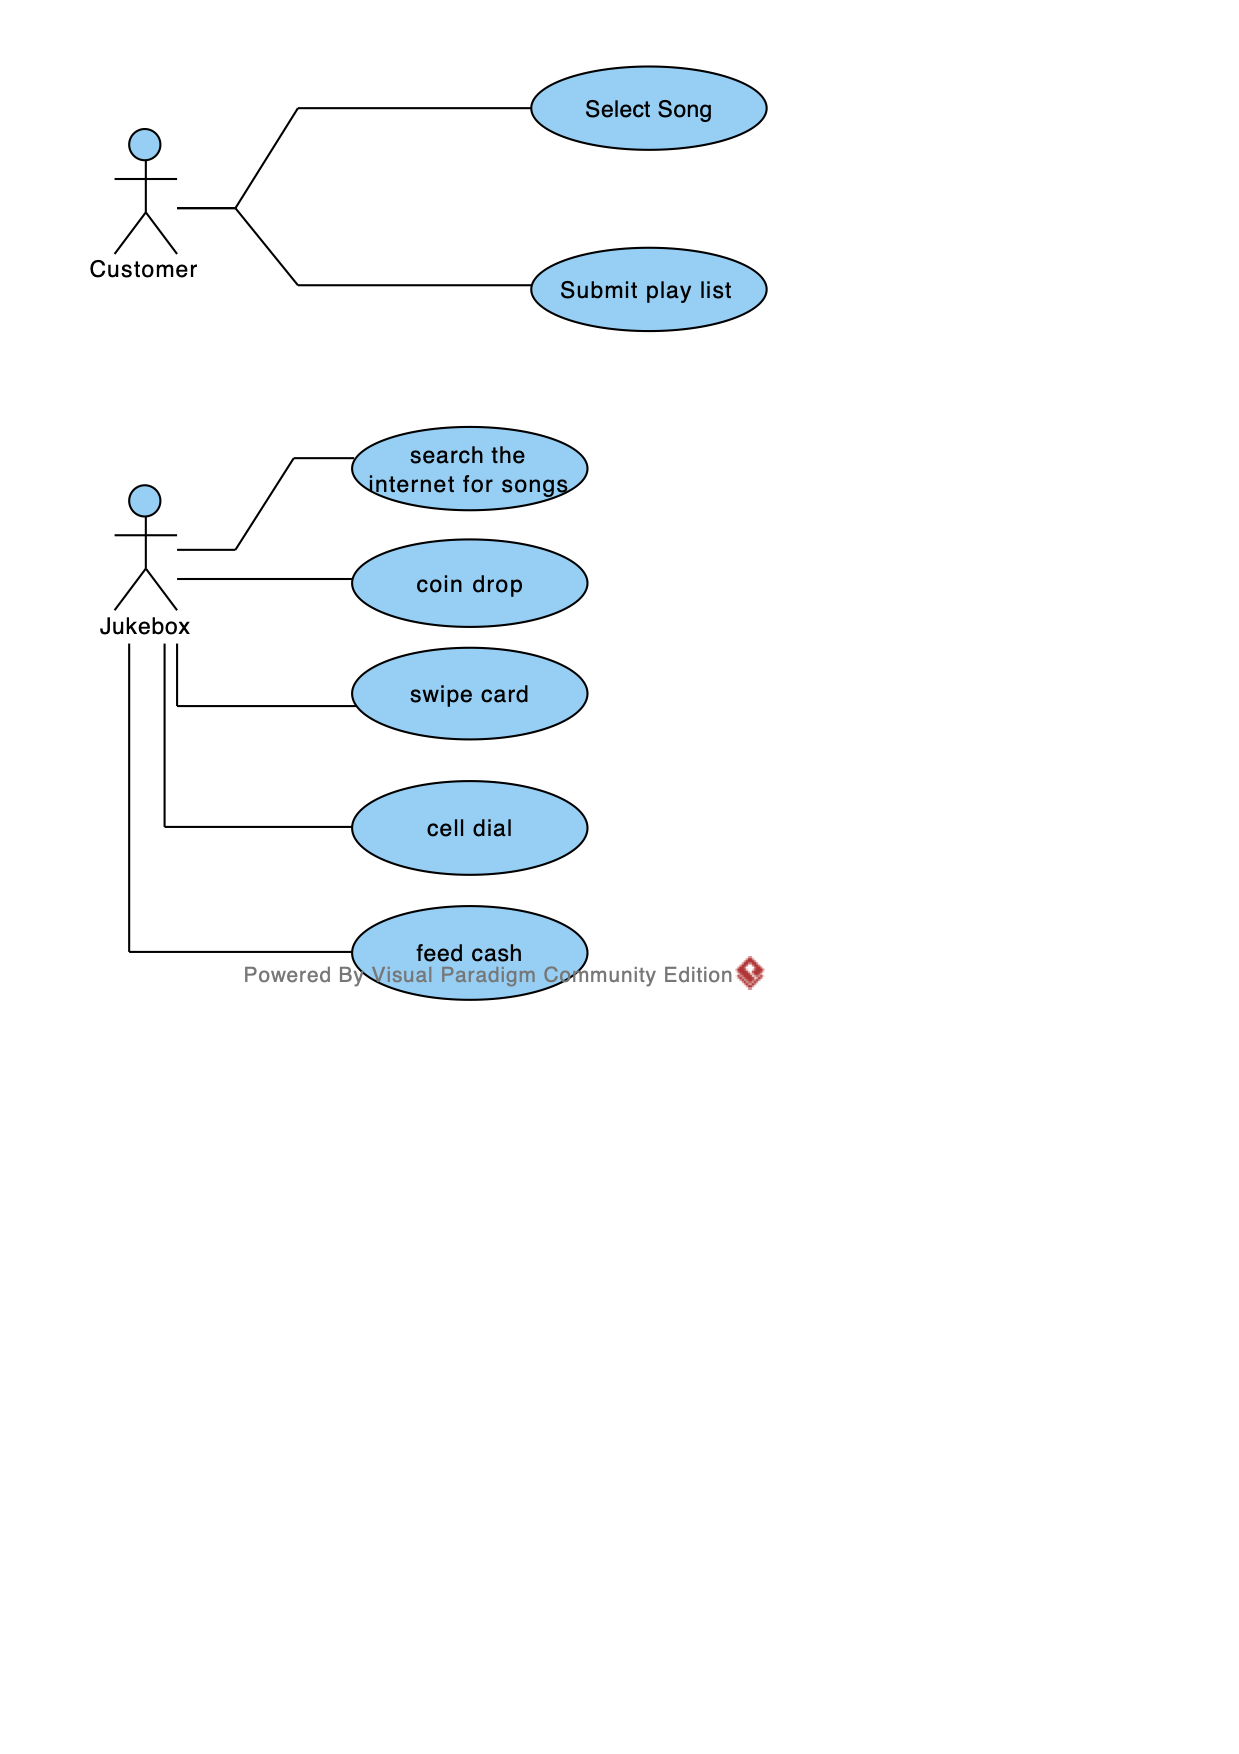 Select Song
Customer
Submit play list
search the
internet for songs
coin drop
Jukebox
swipe card
cell dial
feed cash
Powered By Visual Paradigm Community Edition